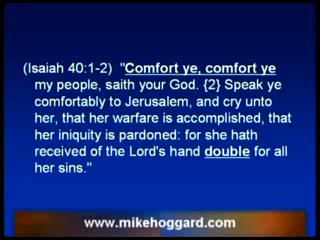 (Isaiah 40:1-2)  "Comfort ye, comfort ye
my people, saith your God. {2} Speak ye
comfortably to Jerusalem, and cry unto
her, that her warfare is accomplished, that
her iniquity is pardoned: for she hath
received of the Lord's hand double for all
her sins."
www.mikehoggard.com